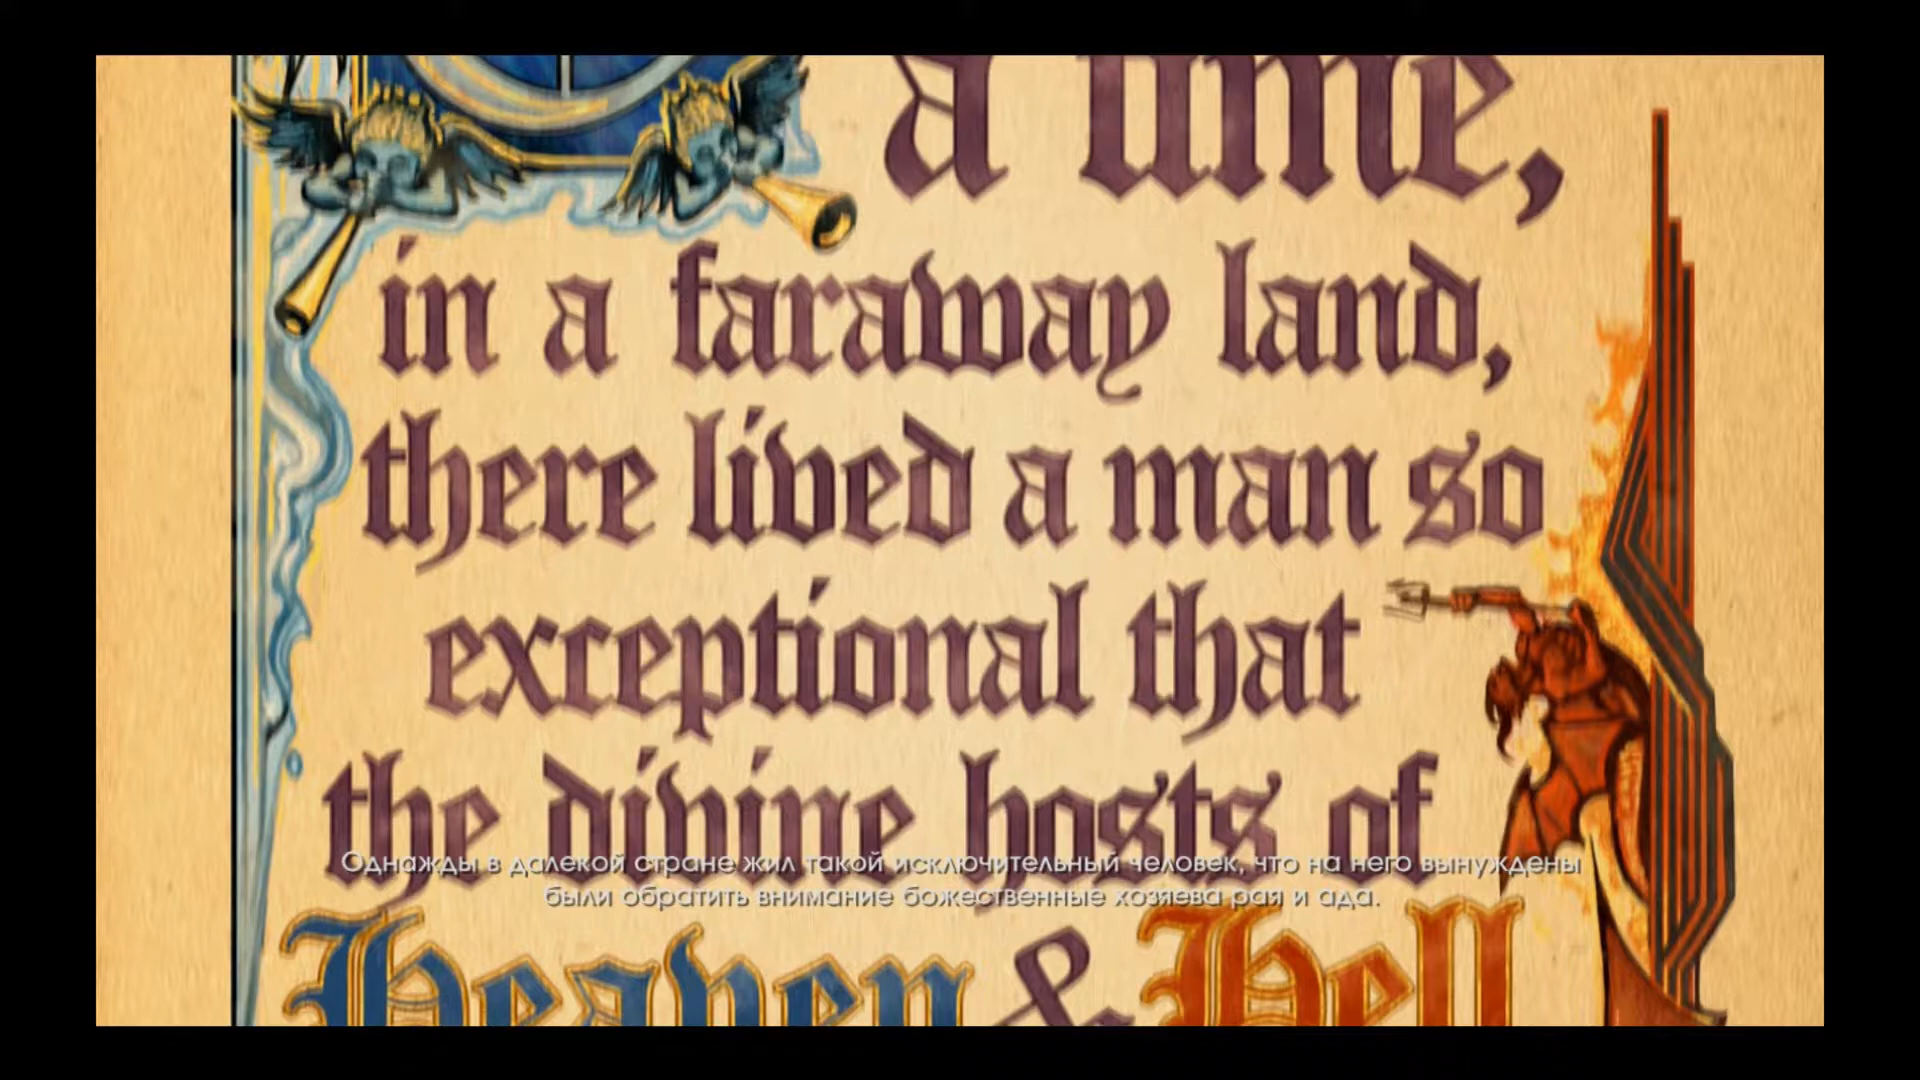 a time,
in a faraway land,
there lived a man so
exceptional that
the divine hosts of
Однажды в далекой стране жил такой исключительный человек, что на него вынуждены
были обратить внимание божественные хозяева рая и ада.
Heaven & Hell